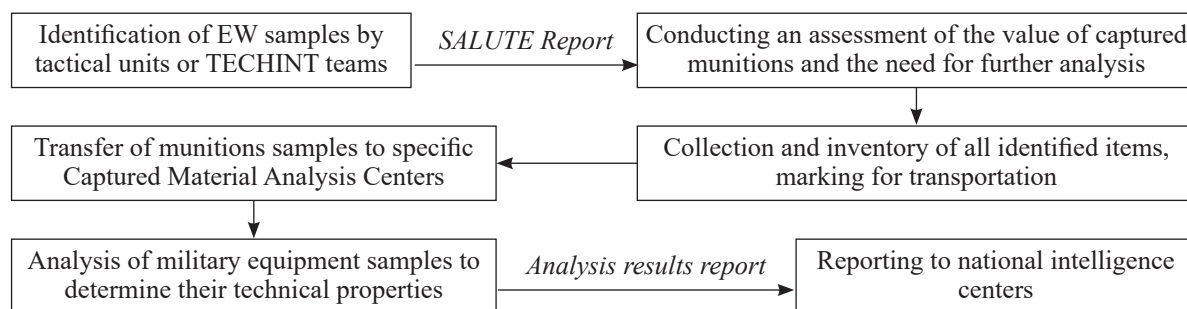 Identification of EW samples by
tactical units or TECHINT teams
SALUTE Report
Conducting an assessment of the value of captured
munitions and the need for further analysis
Collection and inventory of all identified items,
marking for transportation
Transfer of munitions samples to specific
Captured Material Analysis Centers
Analysis of military equipment samples to
determine their technical properties
Analysis results report
Reporting to national intelligence
centers